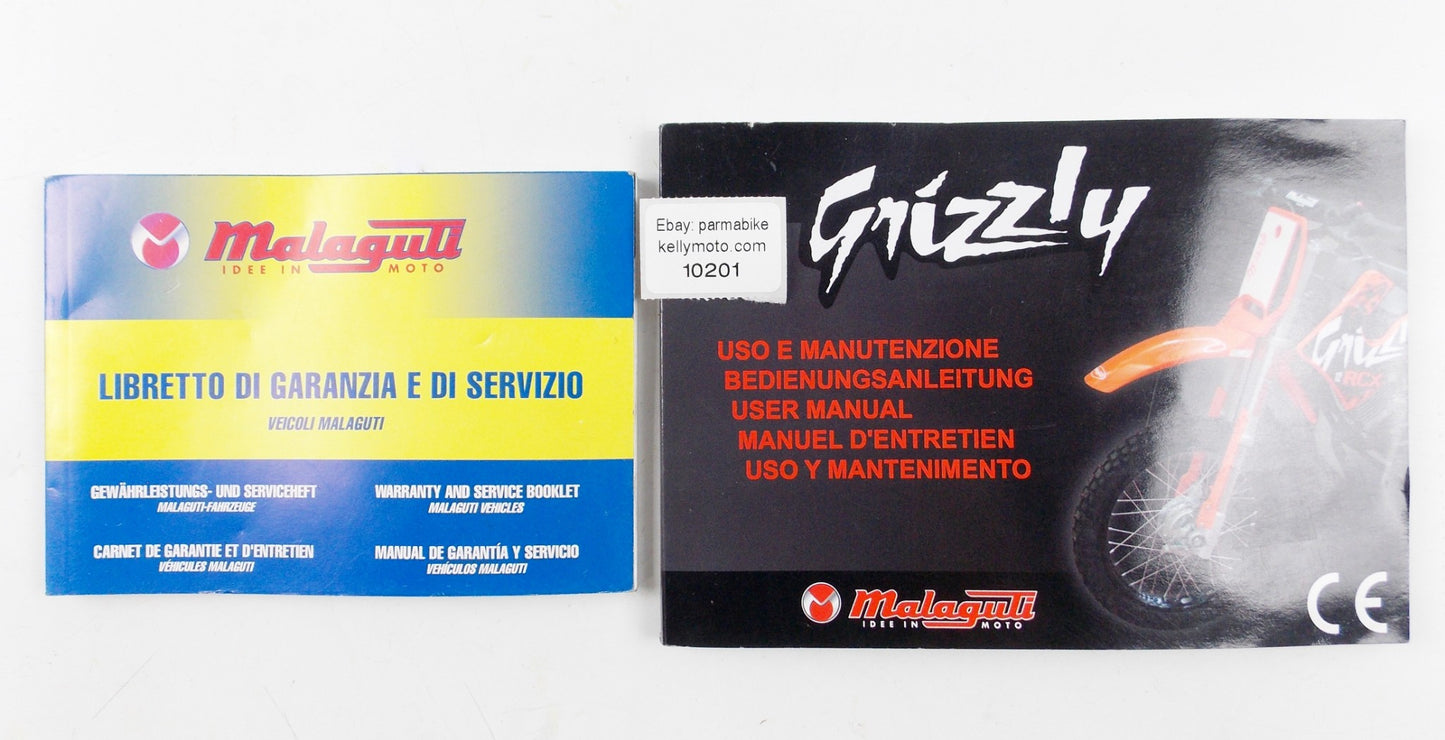 Malaguti
IDEE IN MOTO
LIBRETTO DI GARANZIA E DI SERVIZIO
VEICOLI MALAGUTI
GEWÄHRLEISTUNGS- UND SERVICEHEFT
MALAGUTI-FAHRZEUGE
WARRANTY AND SERVICE BOOKLET
MALAGUTI VEHICLES
CARNET DE GARANTIE ET D'ENTRETIEN
VÉHICULES MALAGUTI
MANUAL DE GARANTÍA Y SERVICIO
VEHÍCULOS MALAGUTI
Ebay: parmabike
kellymoto.com
10201
Grizzly
USO E MANUTENZIONE
BEDIENUNGSANLEITUNG
USER MANUAL
MANUEL D'ENTRETIEN
USO Y MANTENIMENTO
RCX
Malaguti
IDEE IN MOTO
CE